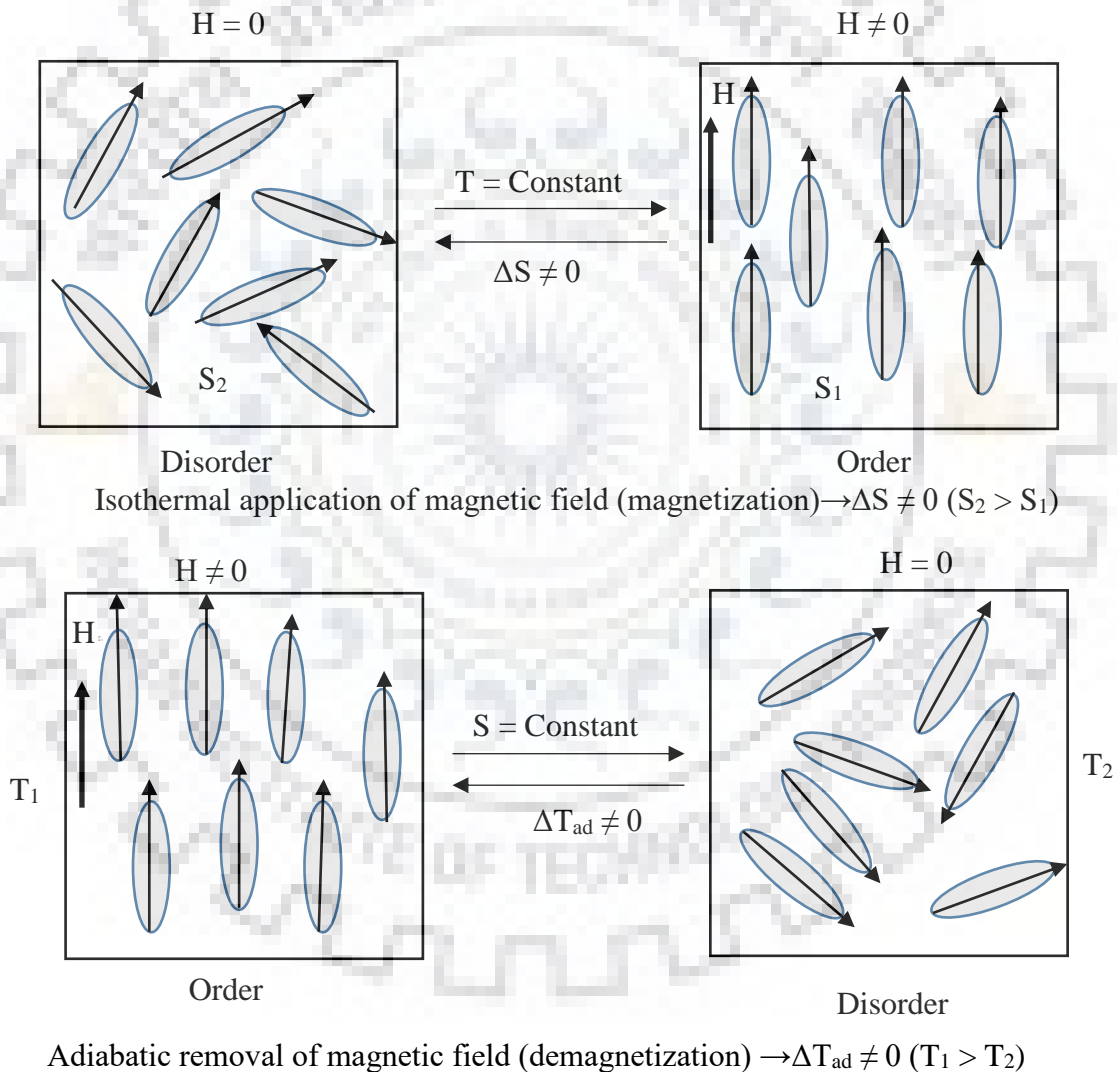 H = 0
H ≠ 0
H
T = Constant
ΔS ≠ 0
S₂
S₁
Disorder
Order
Isothermal application of magnetic field (magnetization)→ΔS ≠ 0 (S₂ > S₁)
H ≠ 0
H = 0
H
S = Constant
T₁
T₂
ΔTad ≠ 0
Order
Disorder
Adiabatic removal of magnetic field (demagnetization) →ΔTad ≠ 0 (T₁ > T₂)